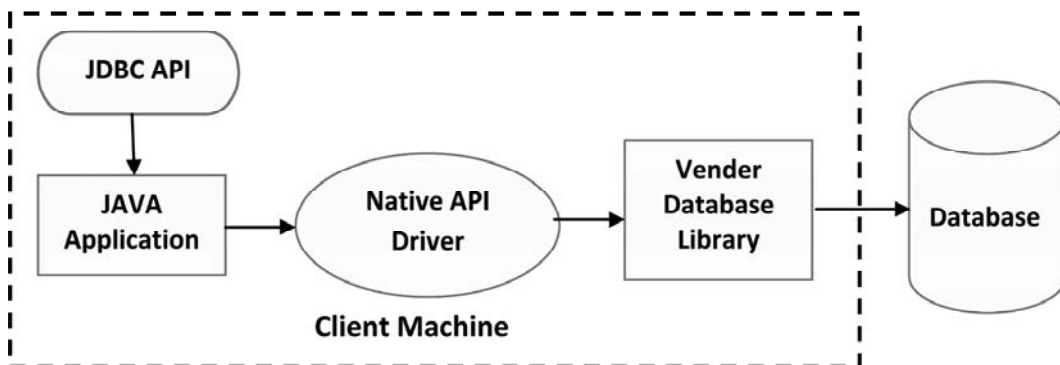 JDBC API
JAVA
Application
Native API
Driver
Vender
Database
Library
Database
Client Machine